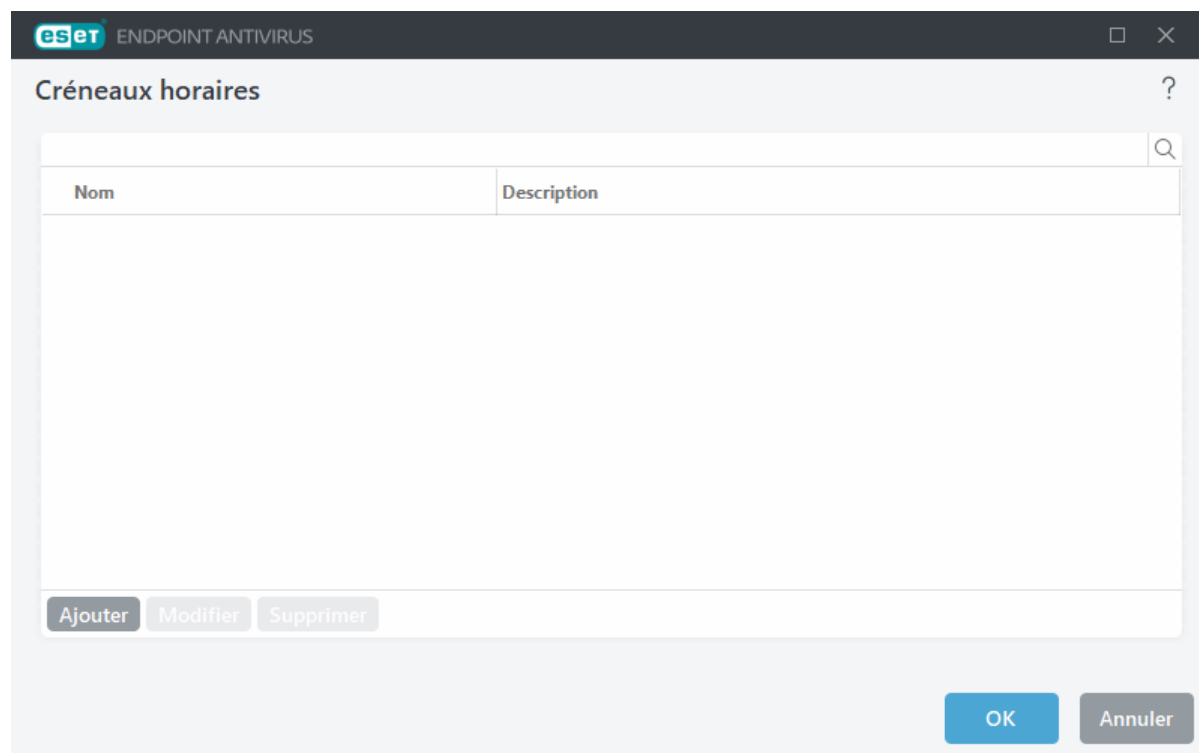 eset ENDPOINT ANTIVIRUS
Créneaux horaires
?
Nom Description
Ajouter Modifier Supprimer
OK Annuler